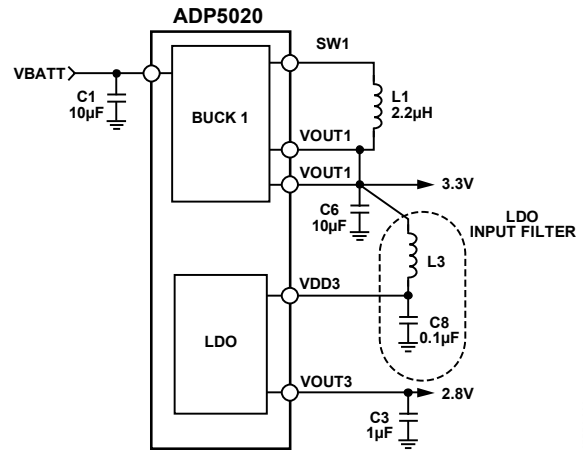 ADP5020
SW1
VBATT
C1
10µF
BUCK 1
L1
2.2µH
VOUT1
VOUT1
3.3V
C6
10µF
LDO
INPUT FILTER
L3
VDD3
LDO
C8
0.1µF
VOUT3
2.8V
C3
1µF